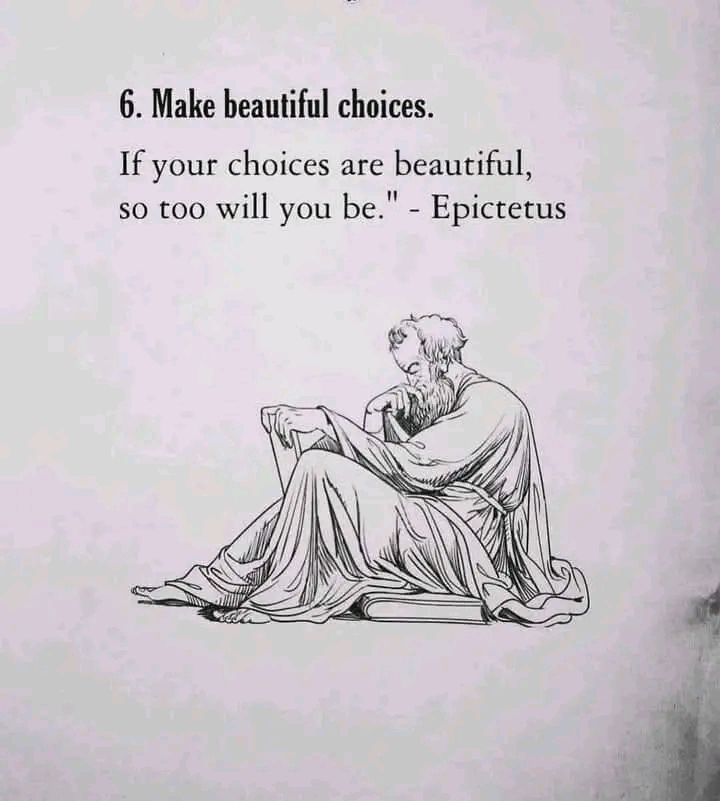 6. Make beautiful choices.
If your choices are beautiful,
so too will you be." - Epictetus